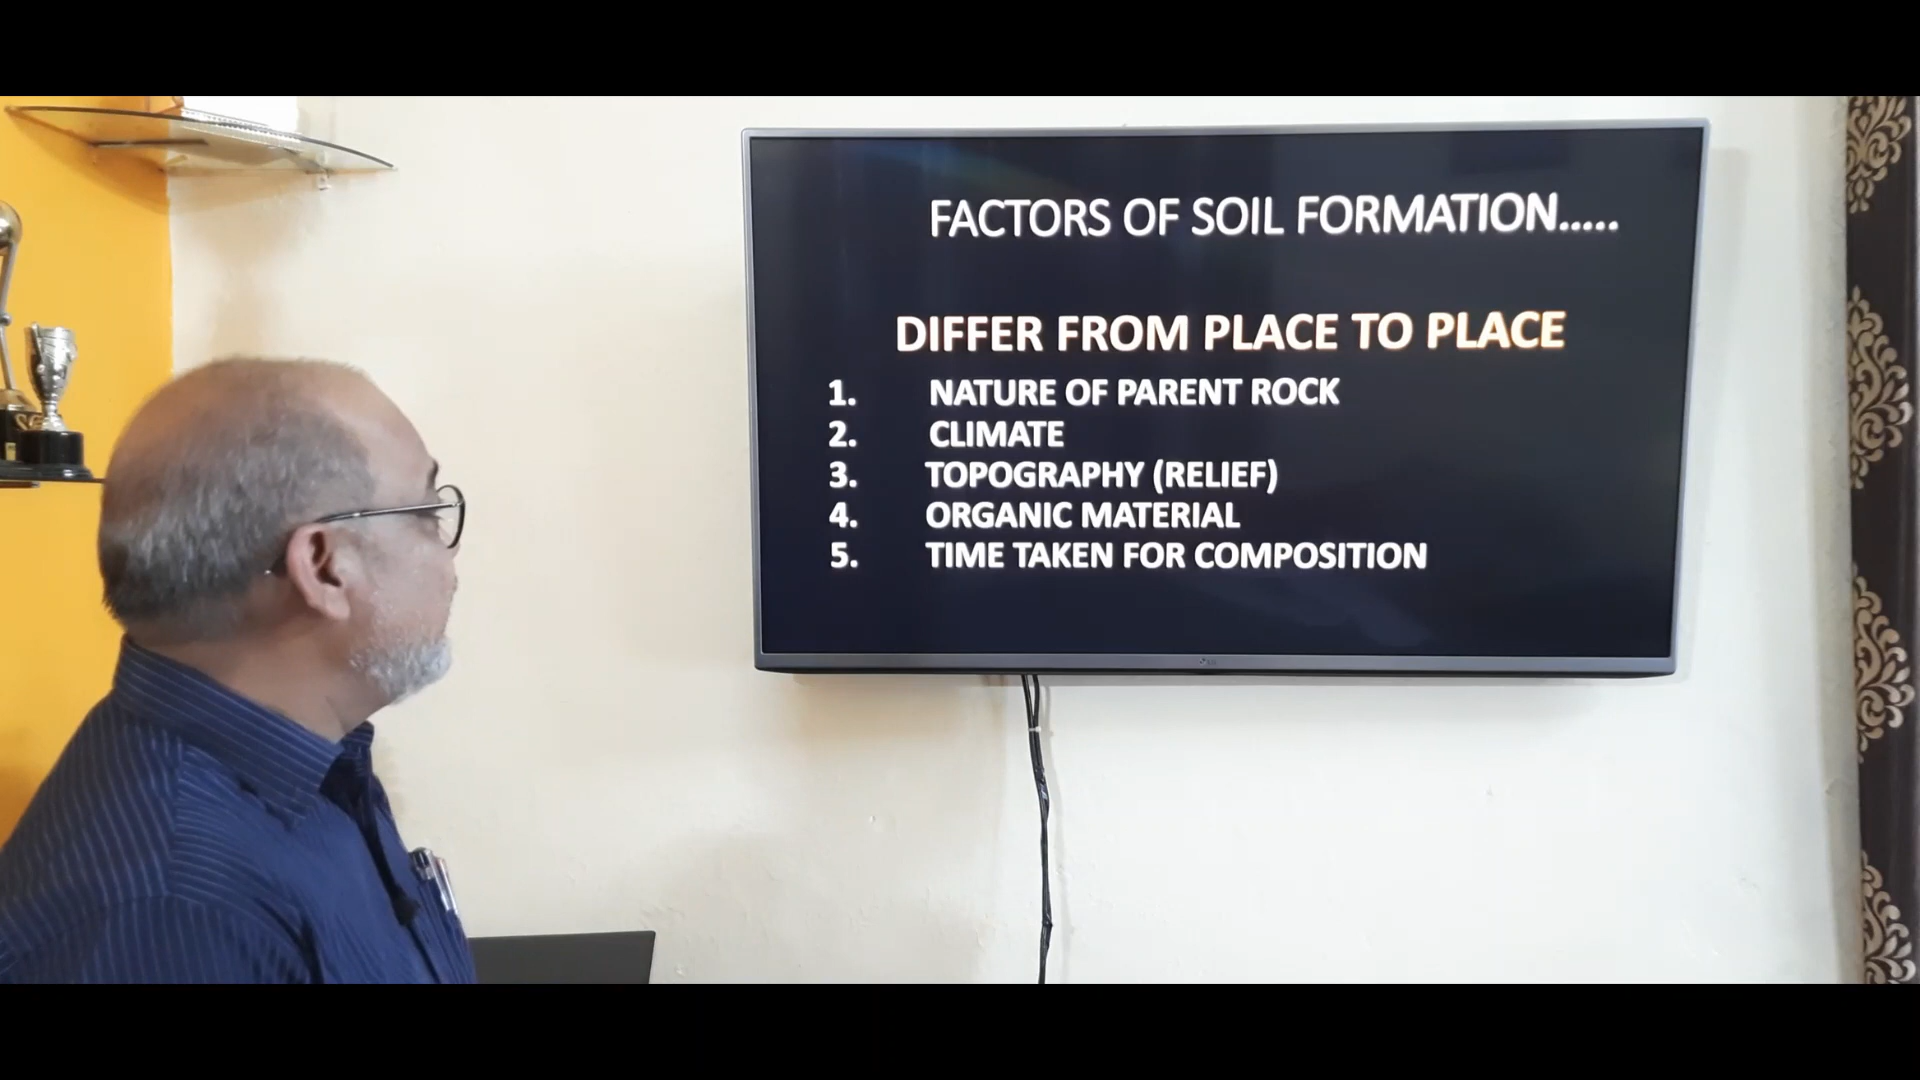 FACTORS OF SOIL FORMATION.....
DIFFER FROM PLACE TO PLACE
1. NATURE OF PARENT ROCK
2. CLIMATE
3. TOPOGRAPHY (RELIEF)
4. ORGANIC MATERIAL
5. TIME TAKEN FOR COMPOSITION